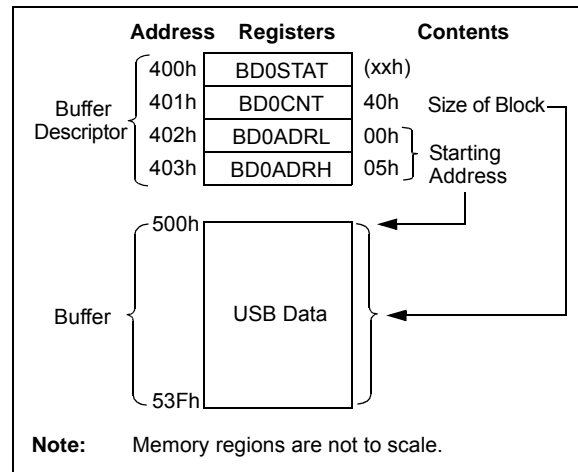 Address Registers Contents
400h BD0STAT (xxh)
401h BD0CNT 40h Size of Block
Buffer
Descriptor
402h BD0ADRL 00h
403h BD0ADRH 05h
Starting
Address
500h
Buffer USB Data
53Fh
Note: Memory regions are not to scale.